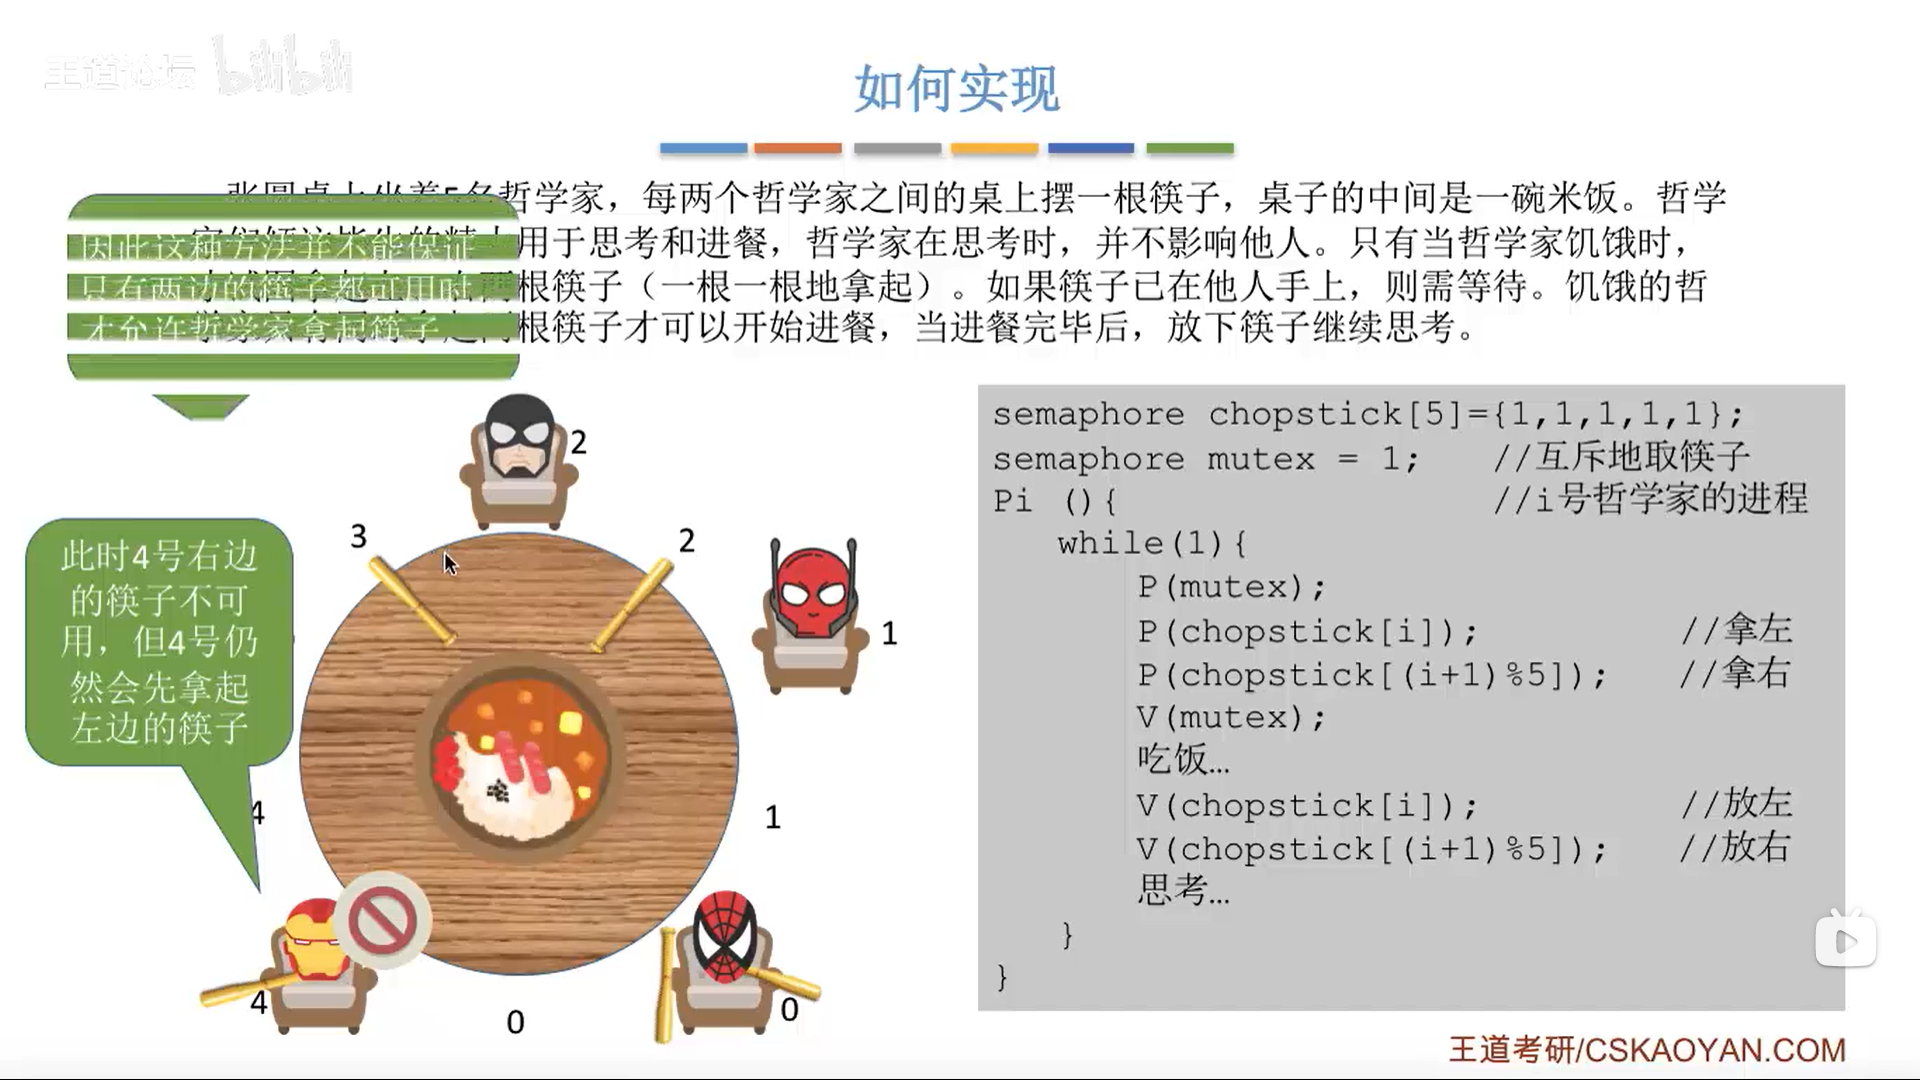 王道论坛 bilibili
如何实现
张圆桌上坐着5名哲学家，每两个哲学家之间的桌上摆一根筷子，桌子的中间是一碗米饭。哲学
用于思考和进餐，哲学家在思考时，并不影响他人。只有当哲学家饥饿时，
根筷子（一根一根地拿起）。如果筷子已在他人手上，则需等待。饥饿的哲
根筷子才可以开始进餐，当进餐完毕后，放下筷子继续思考。
因此这种方法并不能保证
只有两边的筷子都可用时
才允许哲学家拿起筷子
此时4号右边
的筷子不可
用，但4号仍
然会先拿起
左边的筷子
2
3
2
1
4
1
4
0
0
semaphore chopstick[5]={1,1,1,1,1};
semaphore mutex = 1; //互斥地取筷子
Pi (){ //i号哲学家的进程
while(1){
P(mutex);
P(chopstick[i]); //拿左
P(chopstick[(i+1)%5]); //拿右
V(mutex);
吃饭…
V(chopstick[i]); //放左
V(chopstick[(i+1)%5]); //放右
思考…
}
}
王道考研/CSKAOYAN.COM